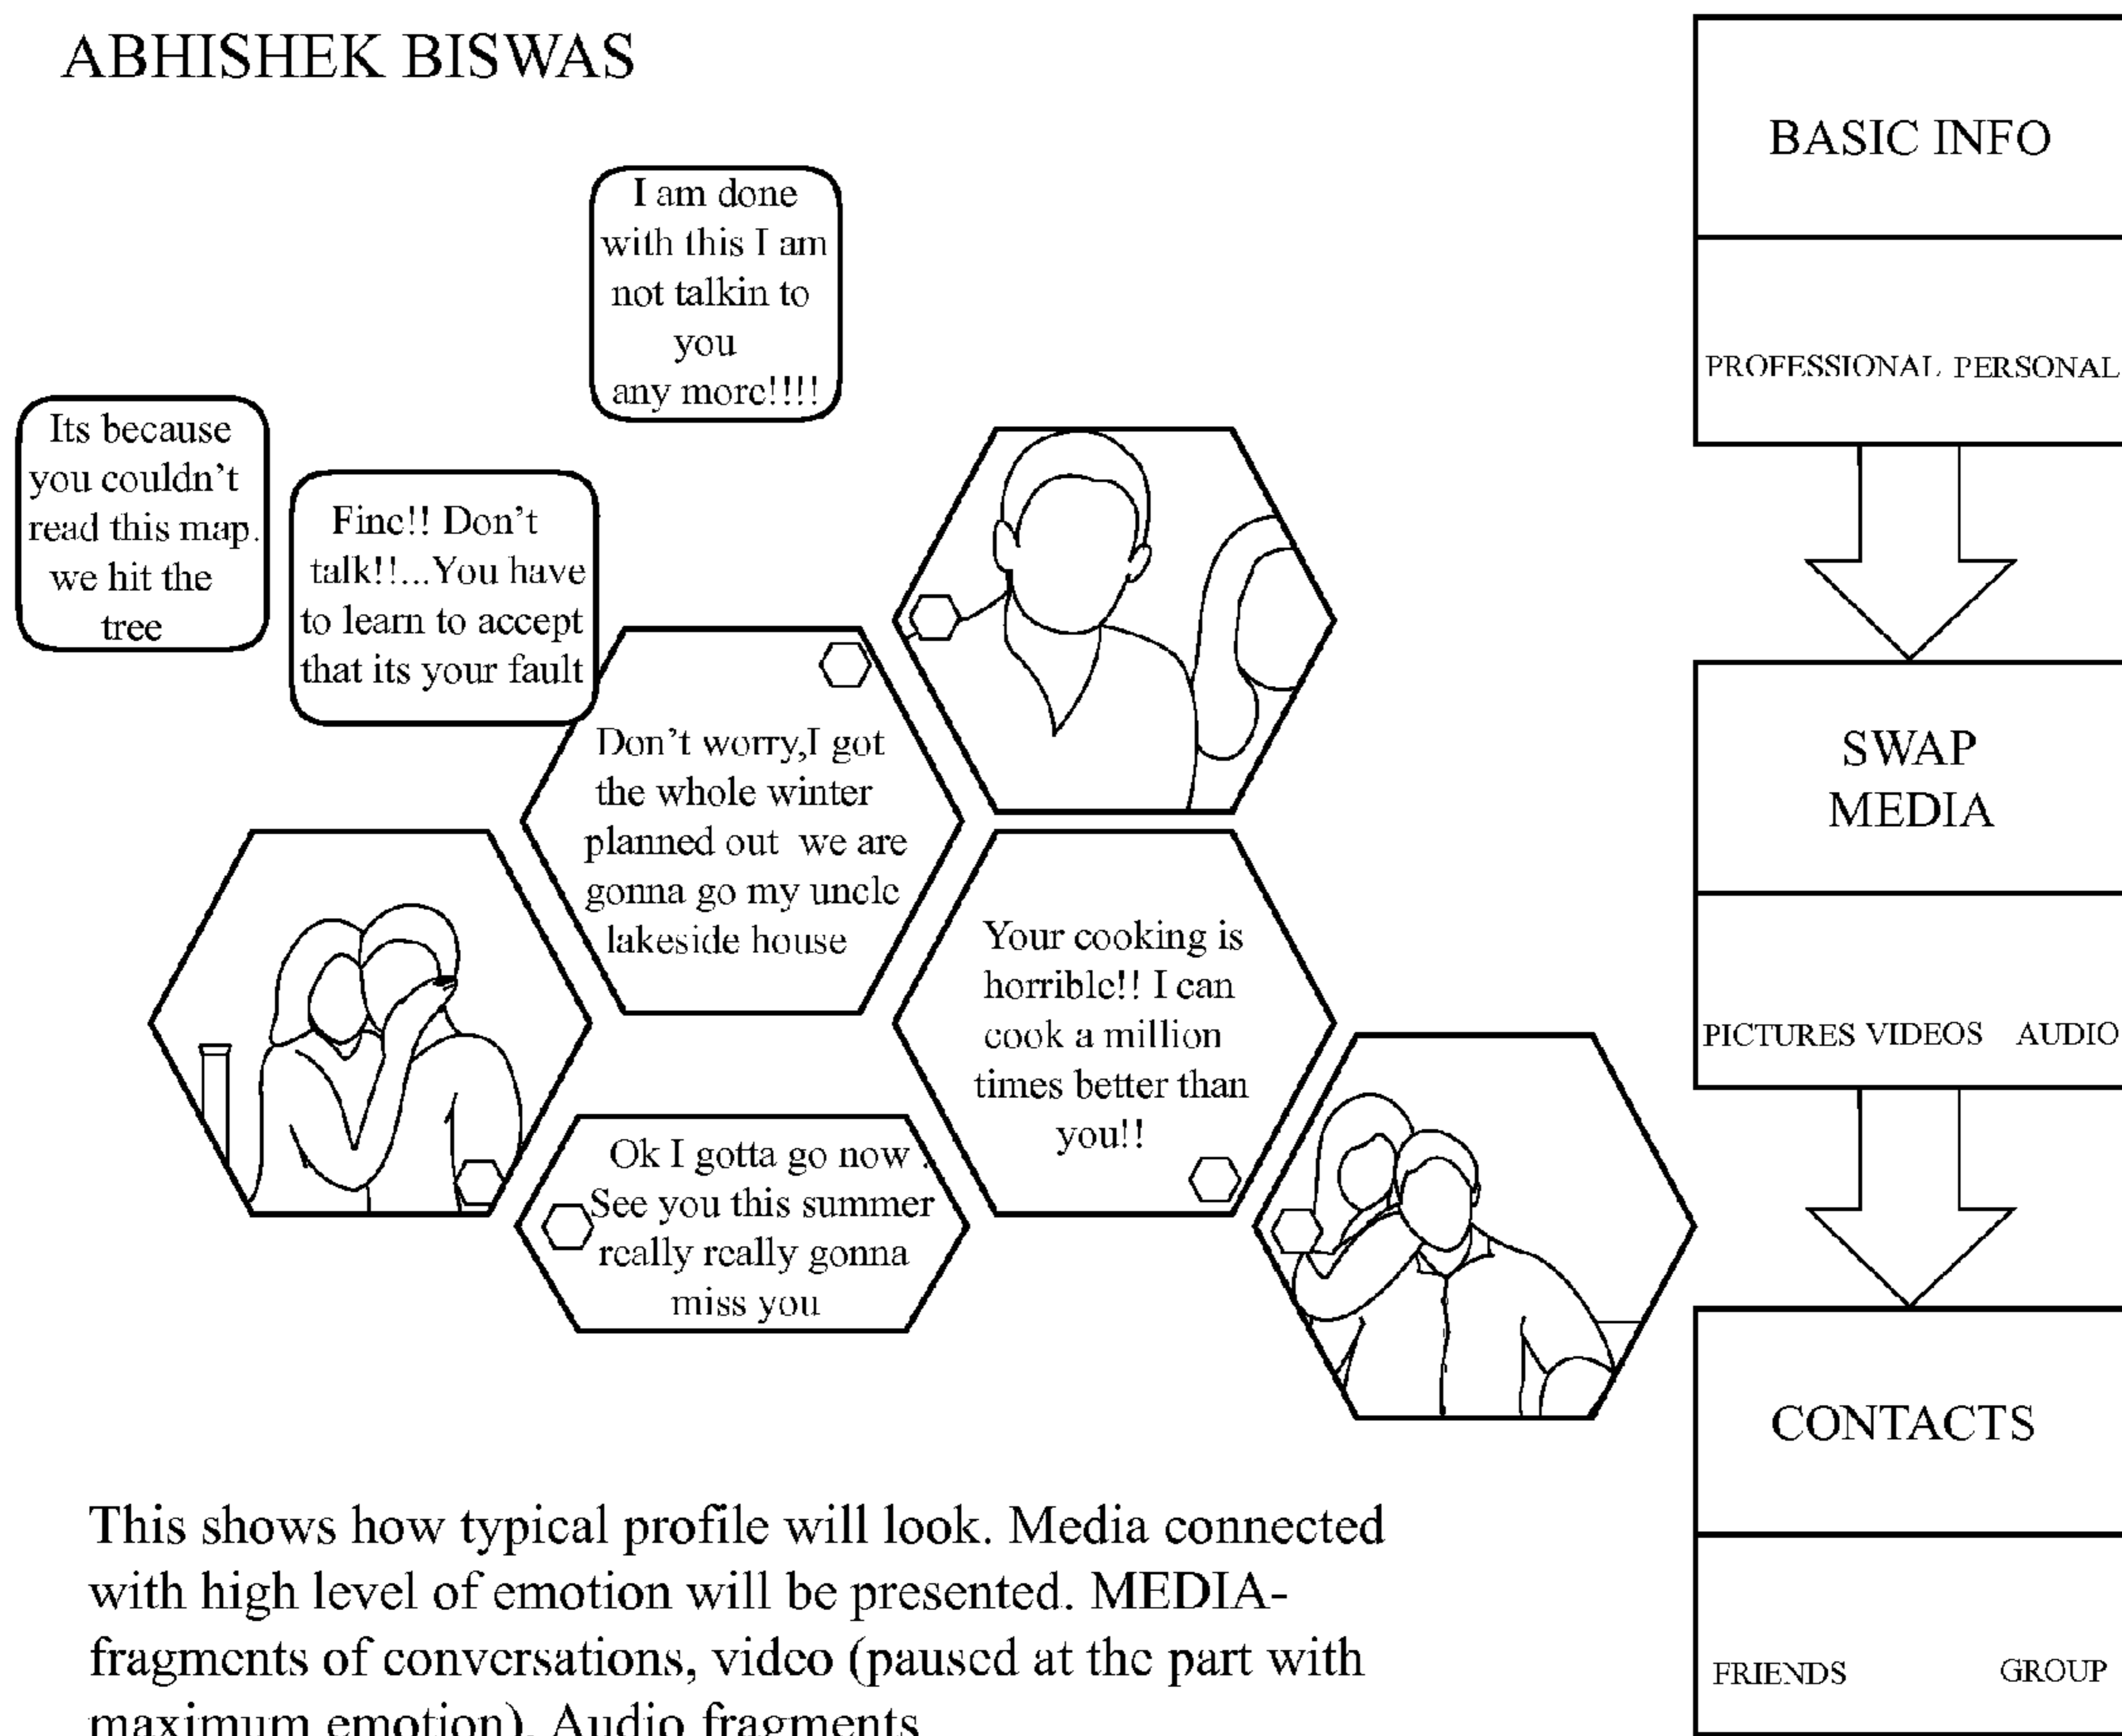 ABHISHEK BISWAS
I am done
with this I am
not talkin to
you
any more!!!!
Its because
you couldn't
read this map.
we hit the
tree
Fine!! Don't
talk!!...You have
to learn to accept
that its your fault
Don't worry,I got
the whole winter
planned out we are
gonna go my uncle
lakeside house
Your cooking is
horrible!! I can
cook a million
times better than
you!!
Ok I gotta go now .
See you this summer
really really gonna
miss you
This shows how typical profile will look. Media connected
with high level of emotion will be presented. MEDIA-
fragments of conversations, video (paused at the part with
maximum emotion), Audio fragments
BASIC INFO
PROFESSIONAL PERSONAL
SWAP
MEDIA
PICTURES VIDEOS AUDIO
CONTACTS
FRIENDS GROUP